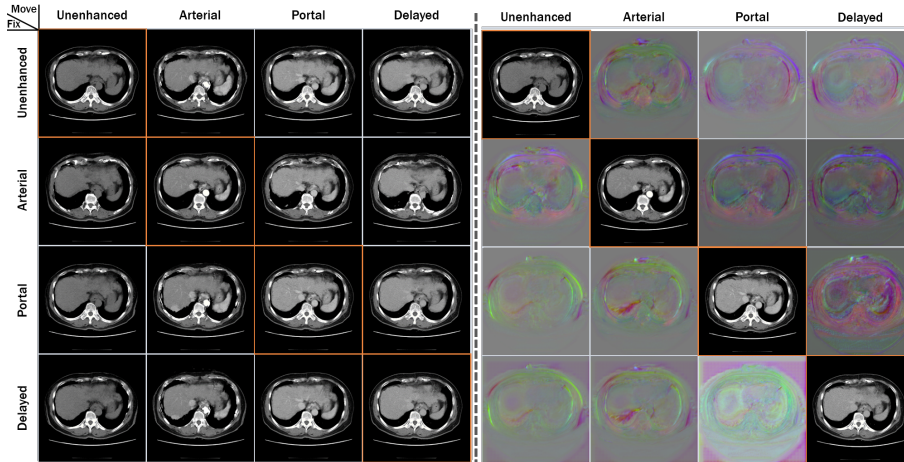 Move
Fix
Unenhanced Arterial Portal Delayed
Unenhanced Arterial Portal Delayed
Unenhanced
Arterial
Portal
Delayed